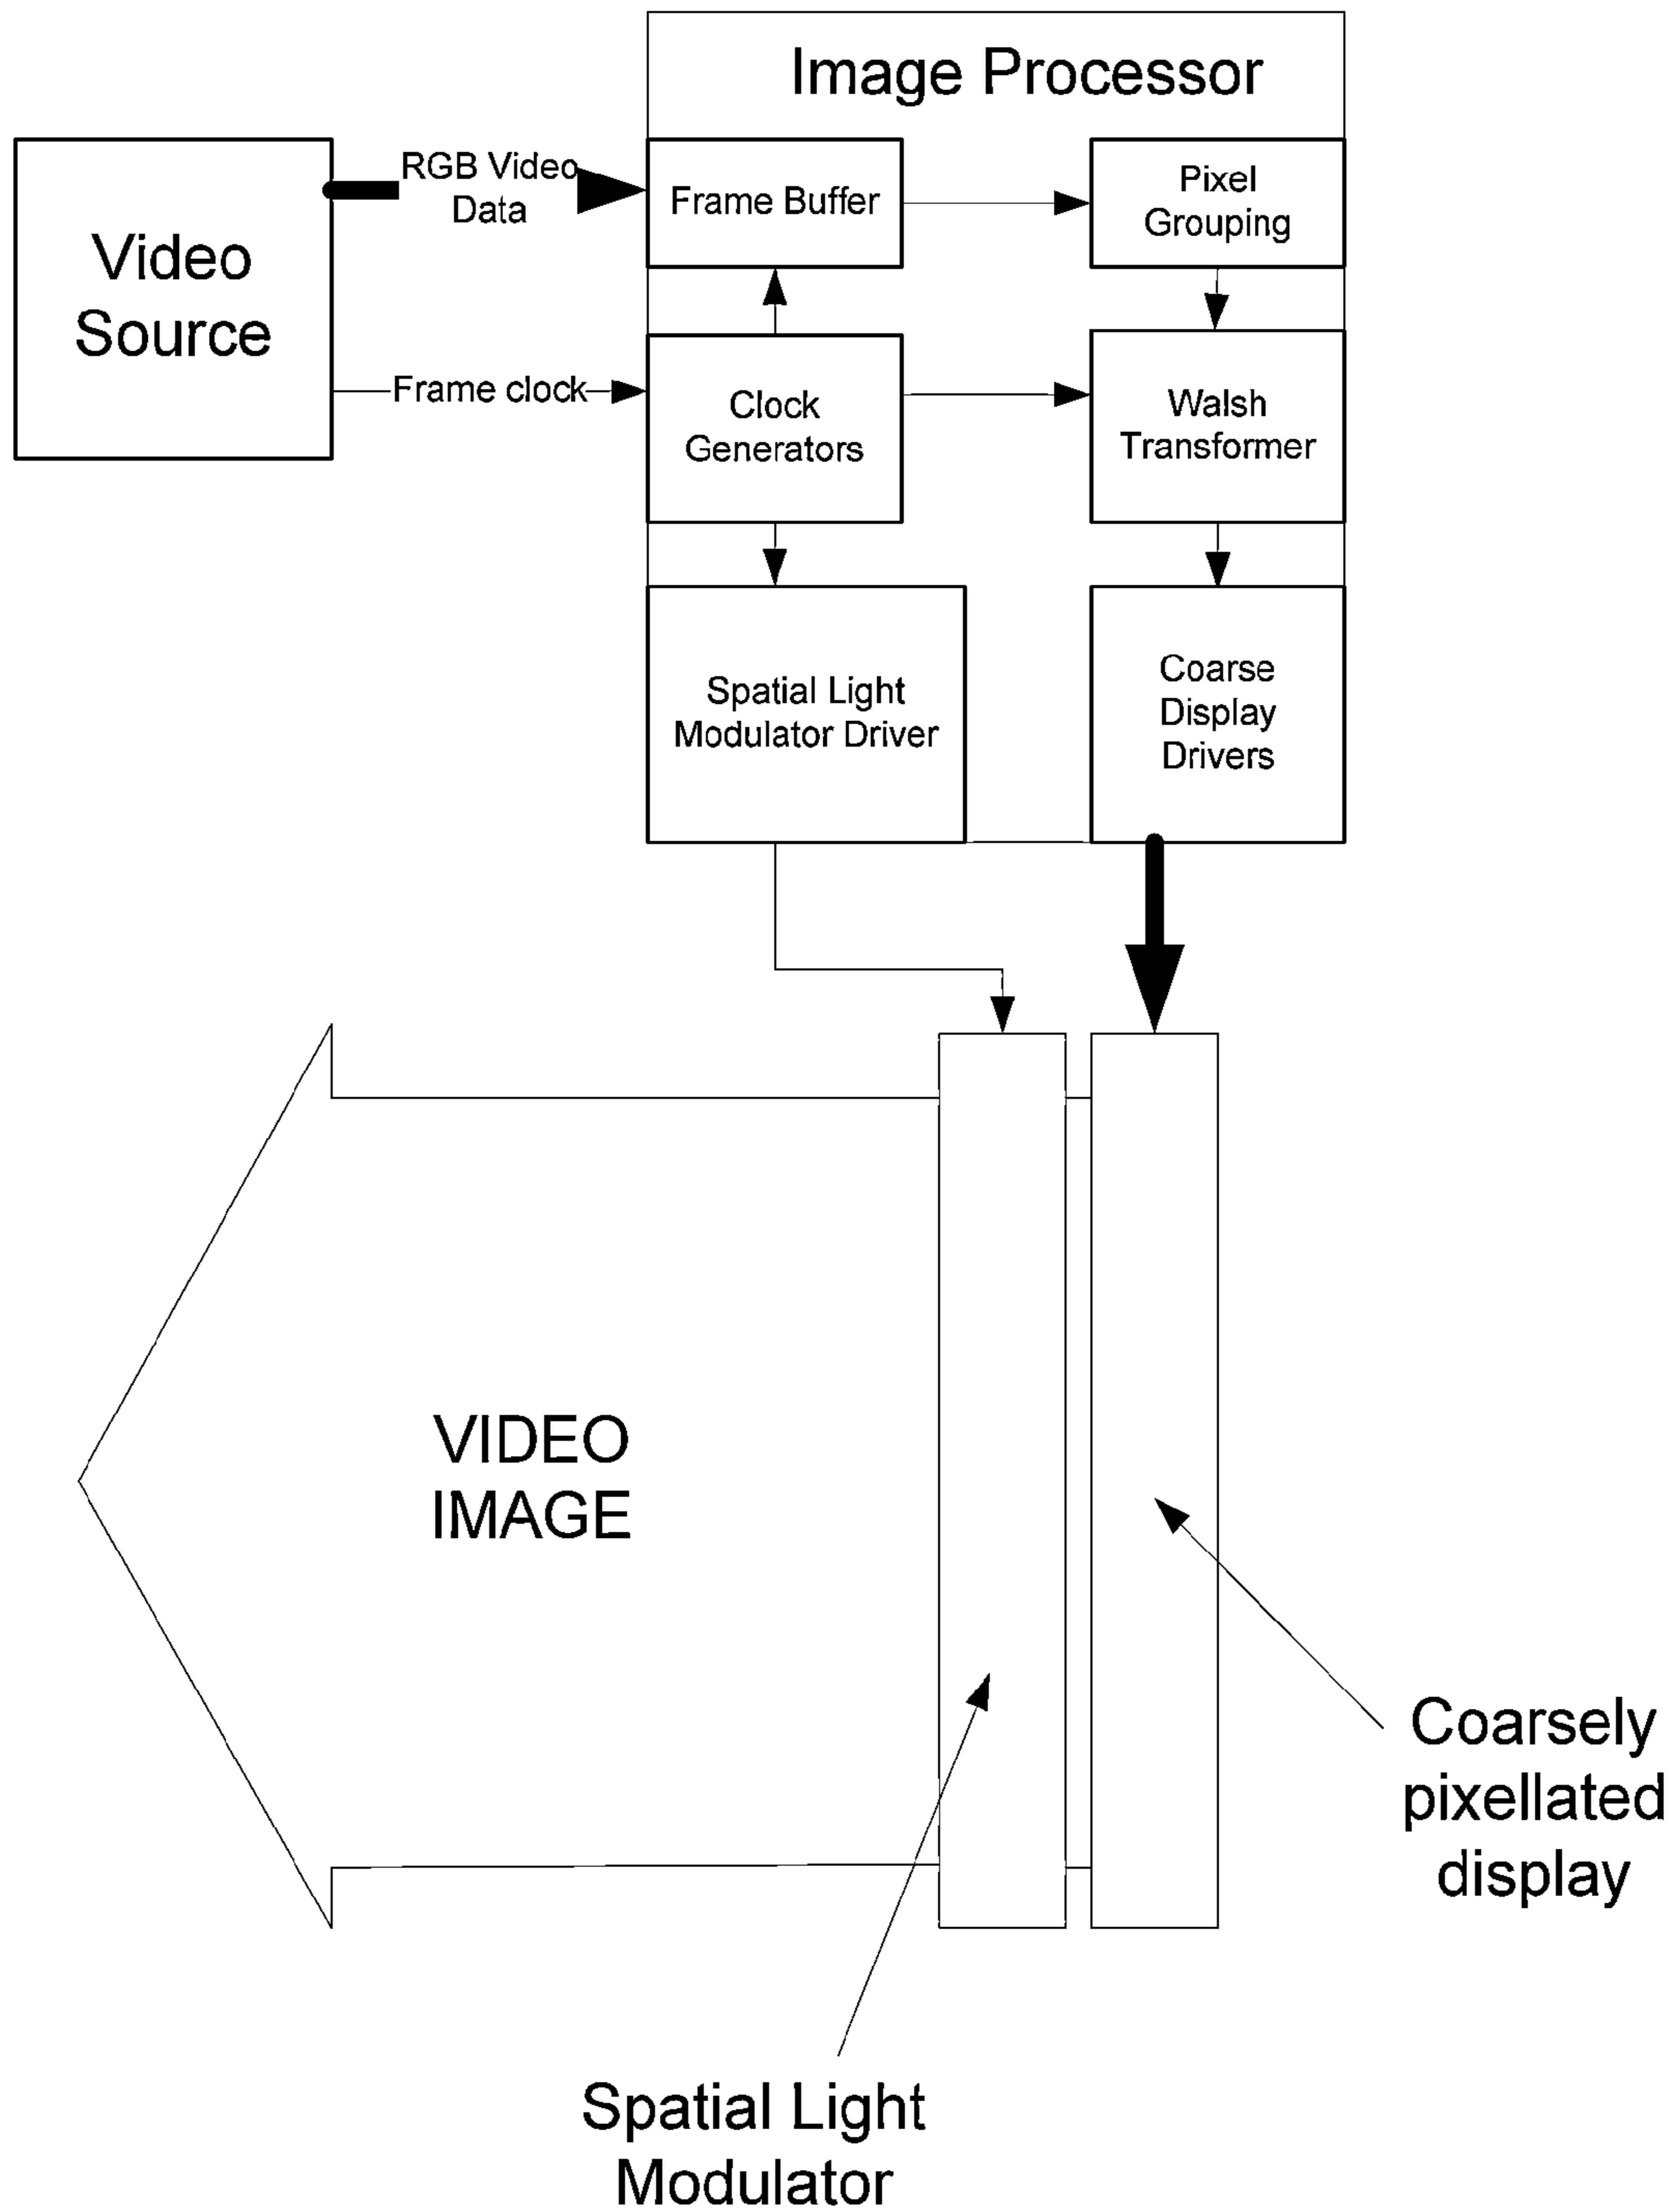 Image Processor
Video
Source
RGB Video
Data
Frame clock
Frame Buffer
Pixel
Grouping
Clock
Generators
Walsh
Transformer
Spatial Light
Modulator Driver
Coarse
Display
Drivers
VIDEO
IMAGE
Coarsely
pixellated
display
Spatial Light
Modulator